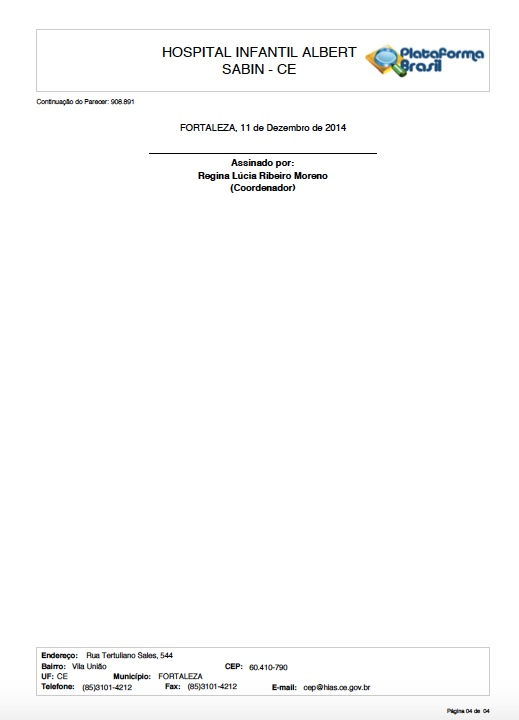 HOSPITAL INFANTIL ALBERT
SABIN - CE
Plataforma
Brasil
Continuação do Parecer: 908.891
FORTALEZA, 11 de Dezembro de 2014
Assinado por:
Regina Lúcia Ribeiro Moreno
(Coordenador)
Endereço: Rua Tertuliano Sales, 544
Bairro: Vila União CEP: 60.410-790
UF: CE Município: FORTALEZA
Telefone: (85)3101-4212 Fax: (85)3101-4212 E-mail: cep@hias.ce.gov.br
Página 04 de 04